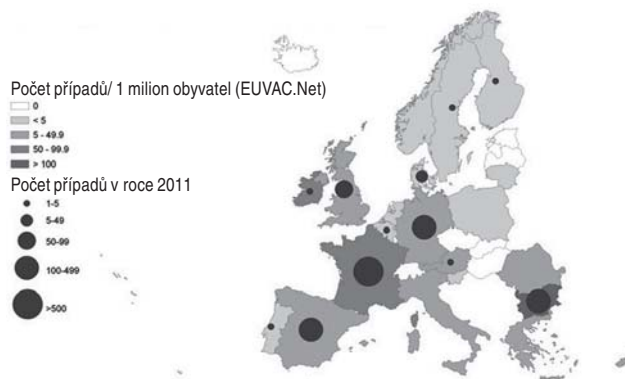 Počet případů/ 1 milion obyvatel (EUVAC.Net)
0
< 5
5 - 49.9
50 - 99.9
> 100
Počet případů v roce 2011
1-5
5-49
50-99
100-499
>500